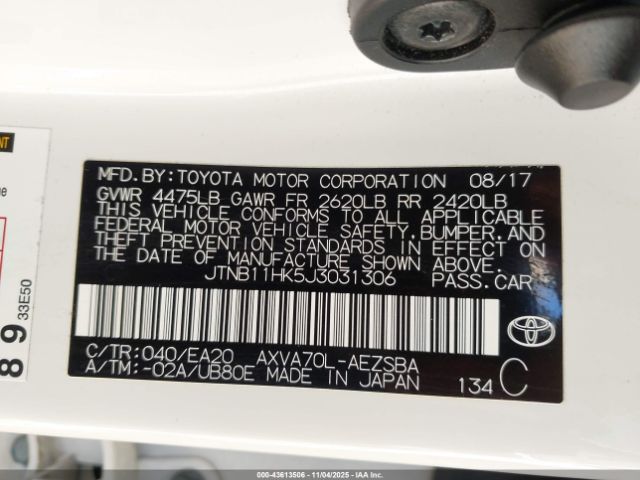 MFD. BY: TOYOTA MOTOR CORPORATION 08/17
GVWR 4475LB GAWR FR 2620LB RR 2420LB
THIS VEHICLE CONFORMS TO ALL APPLICABLE
FEDERAL MOTOR VEHICLE SAFETY, BUMPER, AND
THEFT PREVENTION STANDARDS IN EFFECT ON
THE DATE OF MANUFACTURE SHOWN ABOVE.
JTNB11HK5J3031306 PASS.CAR
C/TR: 040/EA20 AXVA70L-AEZSBA
A/TM: -02A/UB80E MADE IN JAPAN
134 C
89 33E50
000-43613506 - 11/04/2025 - IAA Inc.